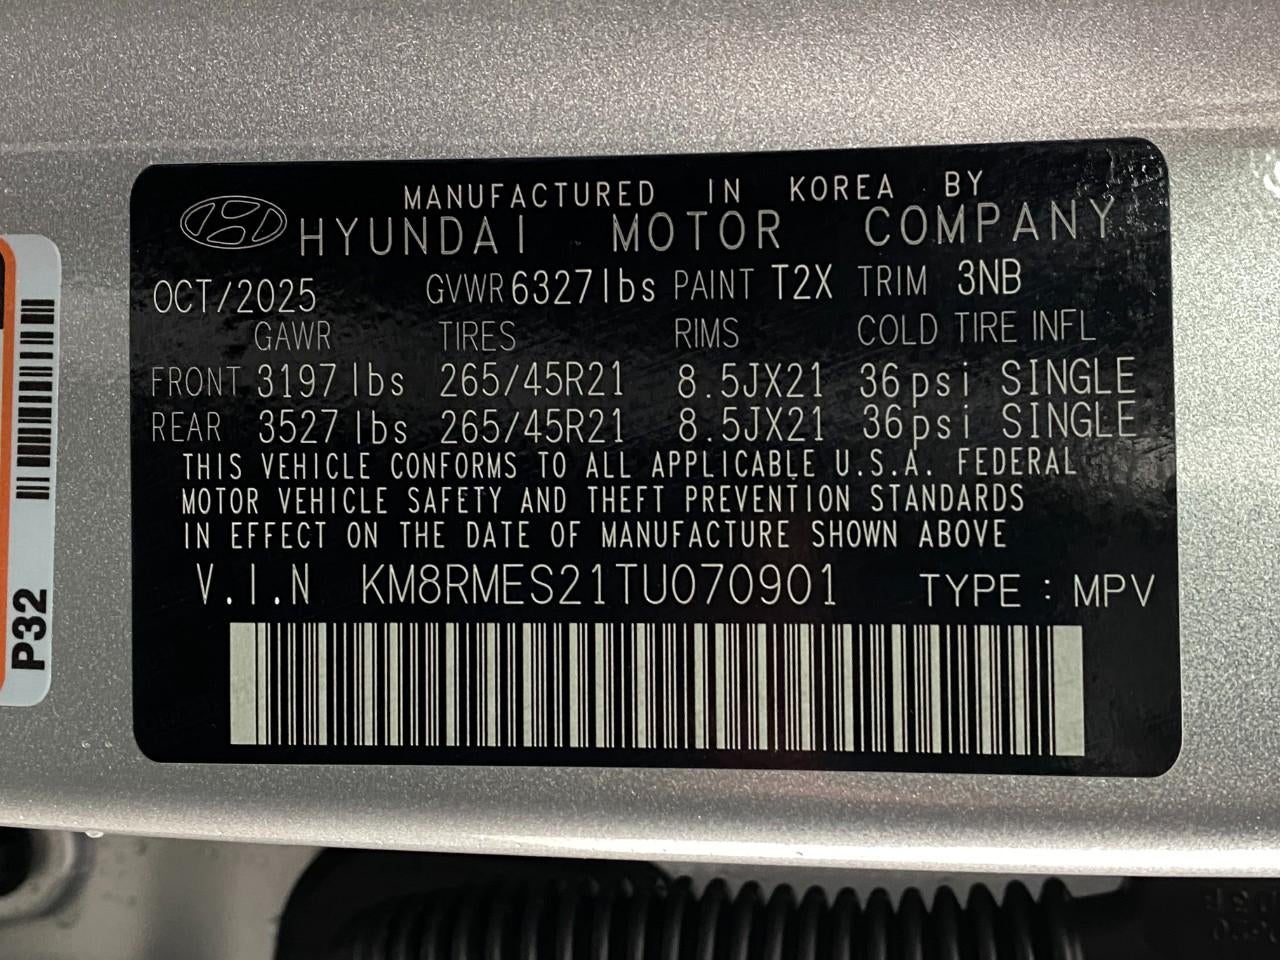 MANUFACTURED IN KOREA BY
HYUNDAI MOTOR COMPANY
OCT/2025 GVWR 6327lbs PAINT T2X TRIM 3NB
GAWR TIRES RIMS COLD TIRE INFL
FRONT 3197lbs 265/45R21 8.5JX21 36psi SINGLE
REAR 3527lbs 265/45R21 8.5JX21 36psi SINGLE
THIS VEHICLE CONFORMS TO ALL APPLICABLE U.S.A. FEDERAL
MOTOR VEHICLE SAFETY AND THEFT PREVENTION STANDARDS
IN EFFECT ON THE DATE OF MANUFACTURE SHOWN ABOVE
V.I.N KM8RMES21TU070901 TYPE : MPV
P32